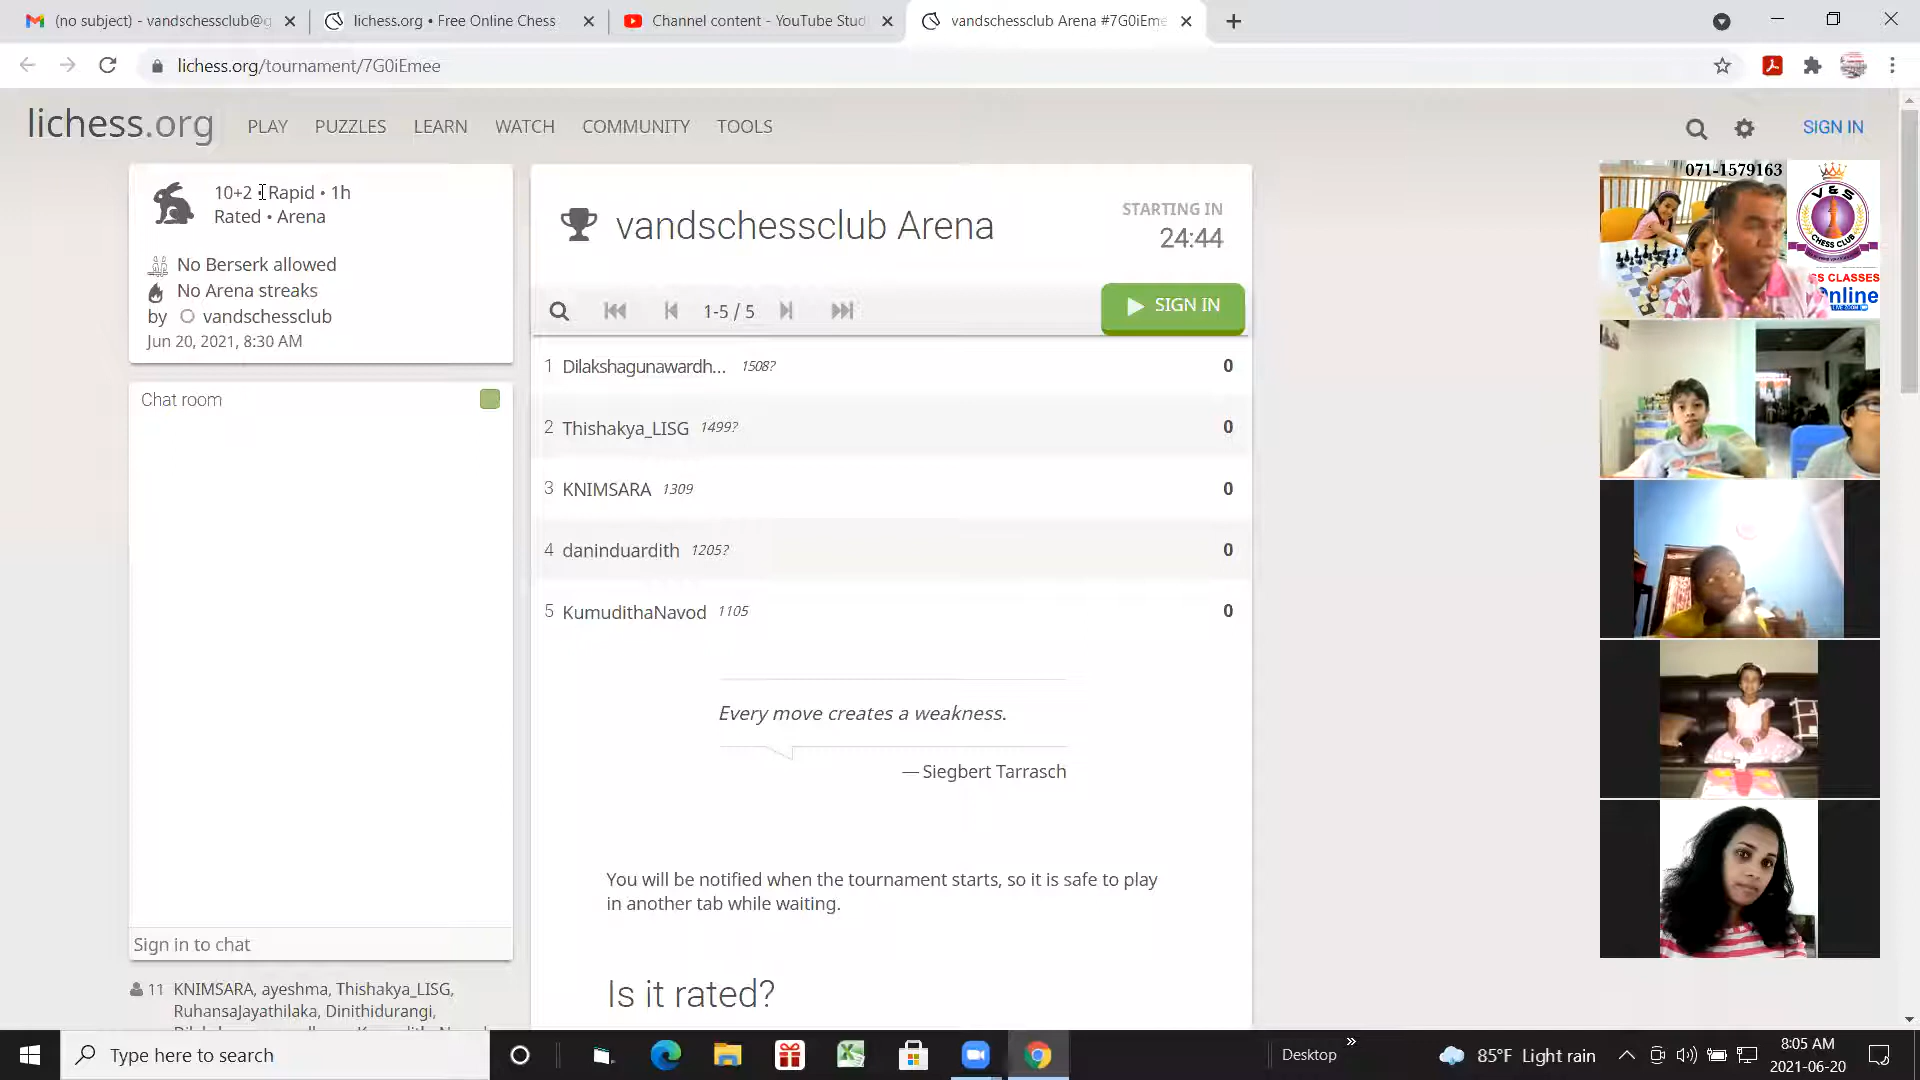 (no subject) - vandschessclub@g
lichess.org • Free Online Chess
Channel content - YouTube Stud
vandschessclub Arena #7G0iEme
lichess.org/tournament/7G0iEmee
lichess.org
PLAY
PUZZLES
LEARN
WATCH
COMMUNITY
TOOLS
SIGN IN
10+2 • Rapid • 1h
Rated • Arena
No Berserk allowed
No Arena streaks
by vandschessclub
Jun 20, 2021, 8:30 AM
Chat room
Sign in to chat
11 KNIMSARA, ayeshma, Thishakya_LISG,
RuhansaJayathilaka, Dinithidurangi,
vandschessclub Arena
STARTING IN
24:44
1-5 / 5
SIGN IN
1 Dilakshagunawardh... 1508? 0
2 Thishakya_LISG 1499? 0
3 KNIMSARA 1309 0
4 daninduardith 1205? 0
5 KumudithaNavod 1105 0
Every move creates a weakness.
— Siegbert Tarrasch
You will be notified when the tournament starts, so it is safe to play
in another tab while waiting.
Is it rated?
071-1579163
V&S
CHESS CLUB
SS CLASSES
Online
Type here to search
Desktop
85°F Light rain
8:05 AM
2021-06-20